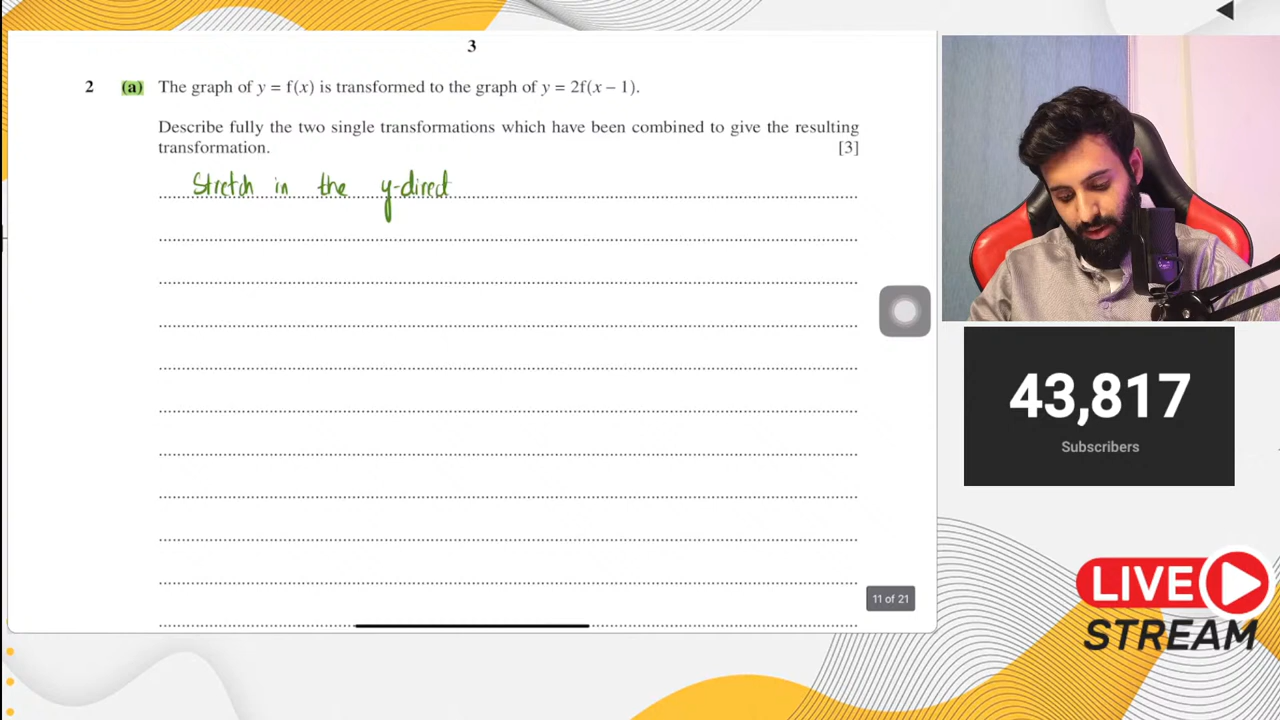 3
2 (a) The graph of y = f(x) is transformed to the graph of y = 2f(x − 1).
Describe fully the two single transformations which have been combined to give the resulting
transformation. [3]
Stretch in the y-direct
43,817
Subscribers
11 of 21
LIVE
STREAM